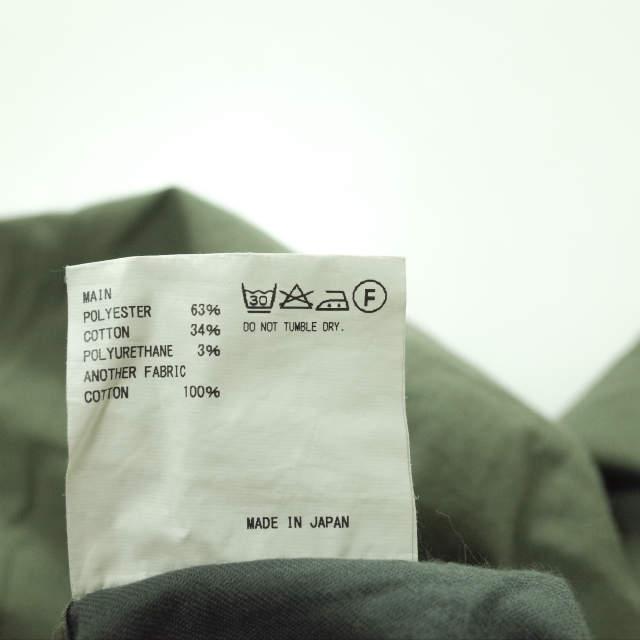 MAIN
POLYESTER 63%
COTTON 34%
POLYURETHANE 3%
ANOTHER FABRIC
COTTON 100%
30 F
DO NOT TUMBLE DRY.
MADE IN JAPAN